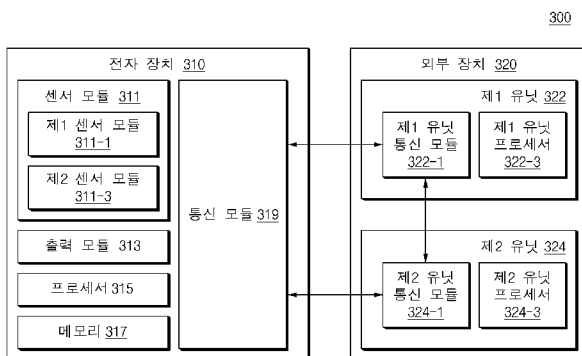 300
전자 장치 310
센서 모듈 311
제1 센서 모듈
311-1
제2 센서 모듈
311-3
출력 모듈 313
프로세서 315
메모리 317
통신 모듈 319
외부 장치 320
제1 유닛 322
제1 유닛
통신 모듈
322-1
제1 유닛
프로세서
322-3
제2 유닛 324
제2 유닛
통신 모듈
324-1
제2 유닛
프로세서
324-3